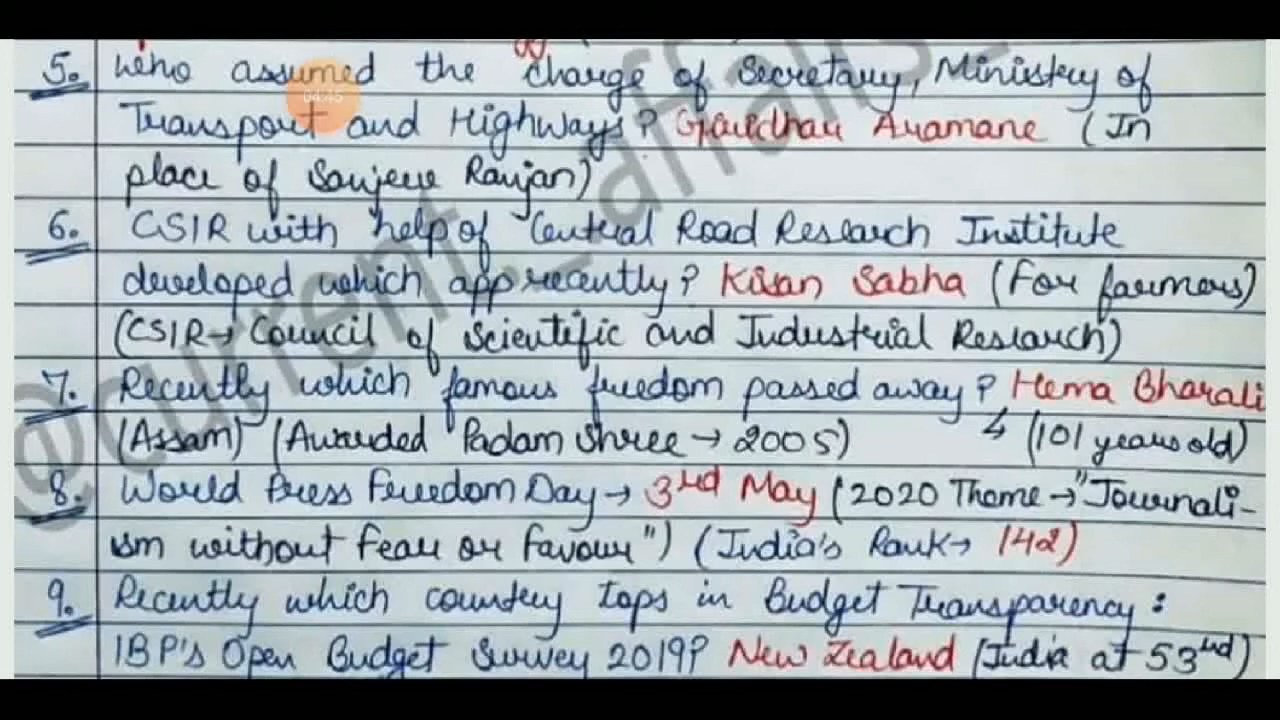 5. Who assumed the charge of Secretary, Ministry of
04:45
Transport and Highways? Giridhar Aramane (In
place of Sanjeev Ranjan)
6. CSIR with help of Central Road Research Institute
developed which app recently? Kisan Sabha (For farmers)
(CSIR→ Council of Scientific and Industrial Research)
7. Recently which famous freedom passed away? Hema Bharali
(Assam) (Awarded Padam Shree → 2005) ↳ (101 years old)
8. World Press Freedom Day → 3rd May (2020 Theme → "Journali-
ism without Fear or Favour") (India's Rank → 142)
9. Recently which country tops in Budget Transparency:
IBP's Open Budget Survey 2019? New Zealand (India at 53rd)
@current._affairs_